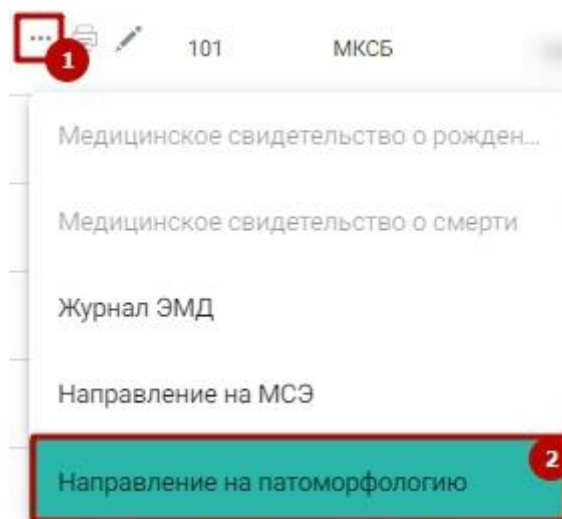 ... 101 МКСБ
1
Медицинское свидетельство о рожден...
Медицинское свидетельство о смерти
Журнал ЭМД
Направление на МСЭ
2
Направление на патоморфологию